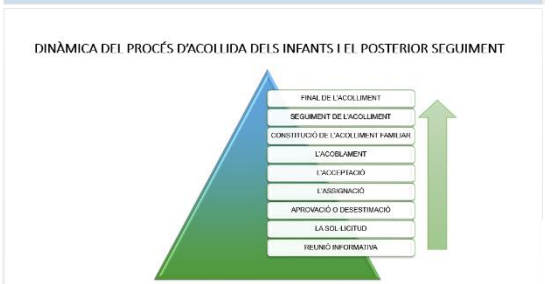 DINÀMICA DEL PROCÉS D'ACOLLIDA DELS INFANTS I EL POSTERIOR SEGUIMENT
FINAL DE L'ACOLLIMENT
SEGUIMENT DE L'ACOLLIMENT
CONSTITUCIÓ DE L'ACOLLIMENT FAMILIAR
L'ACOBLAMENT
L'ACCEPTACIÓ
L'ASSIGNACIÓ
APROVACIÓ O DESESTIMACIÓ
LA SOL·LICITUD
REUNIÓ INFORMATIVA